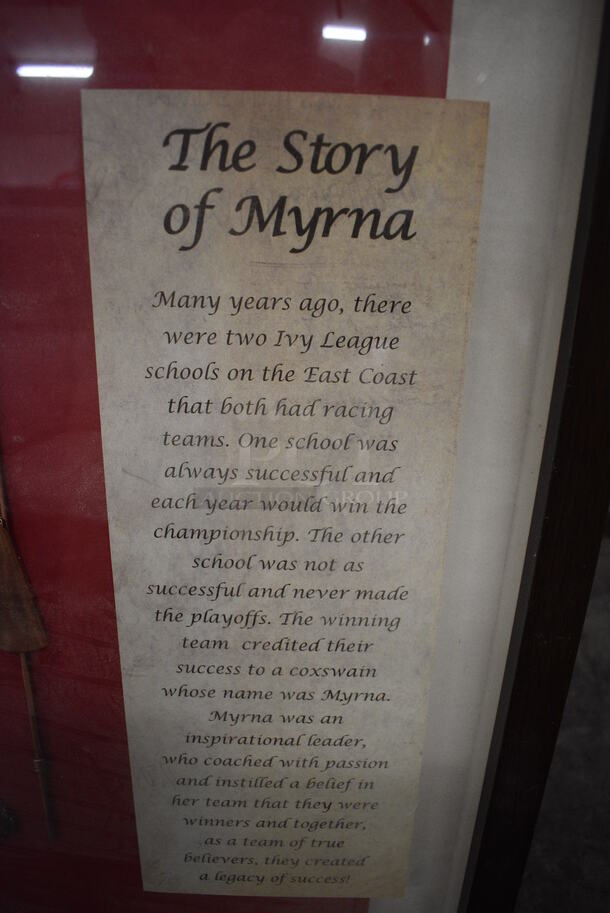 The Story
of Myrna
Many years ago, there
were two Ivy League
schools on the East Coast
that both had racing
teams. One school was
always successful and
each year would win the
championship. The other
school was not as
successful and never made
the playoffs. The winning
team credited their
success to a coxswain
whose name was Myrna.
Myrna was an
inspirational leader,
who coached with passion
and instilled a belief in
her team that they were
winners and together,
as a team of true
believers, they created
a legacy of success!